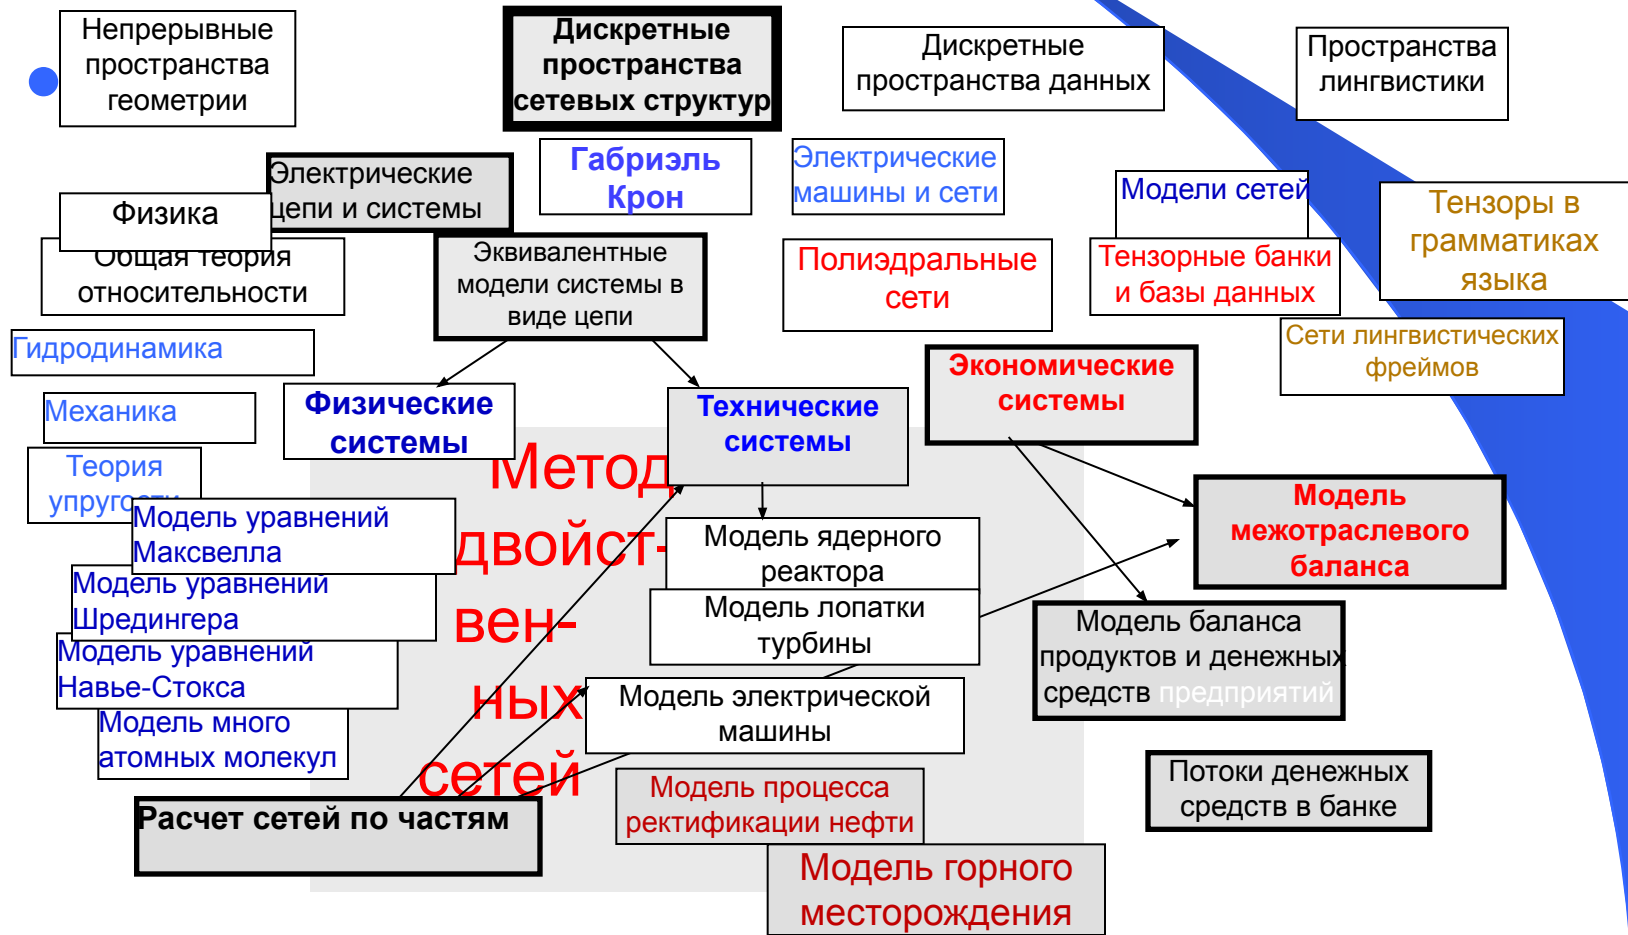 Непрерывные
пространства
геометрии
Дискретные
пространства
сетевых структур
Дискретные
пространства данных
Пространства
лингвистики
Электрические
цепи и системы
Габриэль
Крон
Электрические
машины и сети
Модели сетей
Тензоры в
грамматиках
языка
Физика
Общая теория
относительности
Эквивалентные
модели системы в
виде цепи
Полиэдральные
сети
Тензорные банки
и базы данных
Сети лингвистических
фреймов
Гидродинамика
Механика
Теория
упругости
Физические
системы
Технические
системы
Экономические
системы
Метод
двойст-
вен-
ных
сетей
Модель уравнений
Максвелла
Модель уравнений
Шредингера
Модель уравнений
Навье-Стокса
Модель много
атомных молекул
Модель ядерного
реактора
Модель лопатки
турбины
Модель электрической
машины
Модель межотраслевого
баланса
Модель баланса
продуктов и денежных
средств предприятий
Потоки денежных
средств в банке
Расчет сетей по частям
Модель процесса
ректификации нефти
Модель горного
месторождения